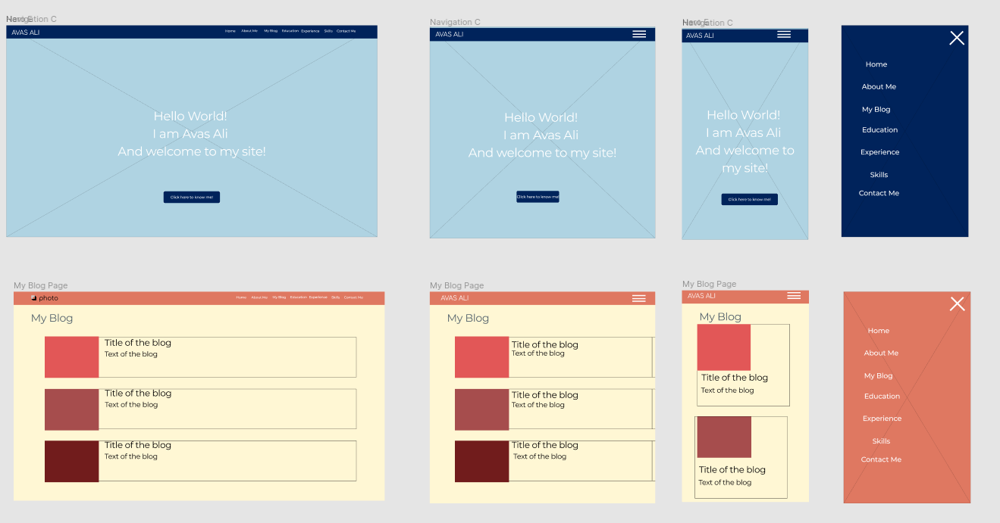 Navigation C
AVAS ALI
Home About Me My Blog Education Experience Skills Contact Me
Hello World!
I am Avas Ali
And welcome to my site!
Click here to know me!
Navigation C
AVAS ALI
Hello World!
I am Avas Ali
And welcome to my site!
Click here to know me!
Navigation C
AVAS ALI
Hello World!
I am Avas Ali
And welcome to
my site!
Click here to know me!
Home
About Me
My Blog
Education
Experience
Skills
Contact Me
My Blog Page
photo
Home About Me My Blog Education Experience Skills Contact Me
My Blog
Title of the blog
Text of the blog
Title of the blog
Text of the blog
Title of the blog
Text of the blog
My Blog Page
AVAS ALI
My Blog
Title of the blog
Text of the blog
Title of the blog
Text of the blog
Title of the blog
Text of the blog
My Blog Page
AVAS ALI
My Blog
Title of the blog
Text of the blog
Title of the blog
Text of the blog
Home
About Me
My Blog
Education
Experience
Skills
Contact Me